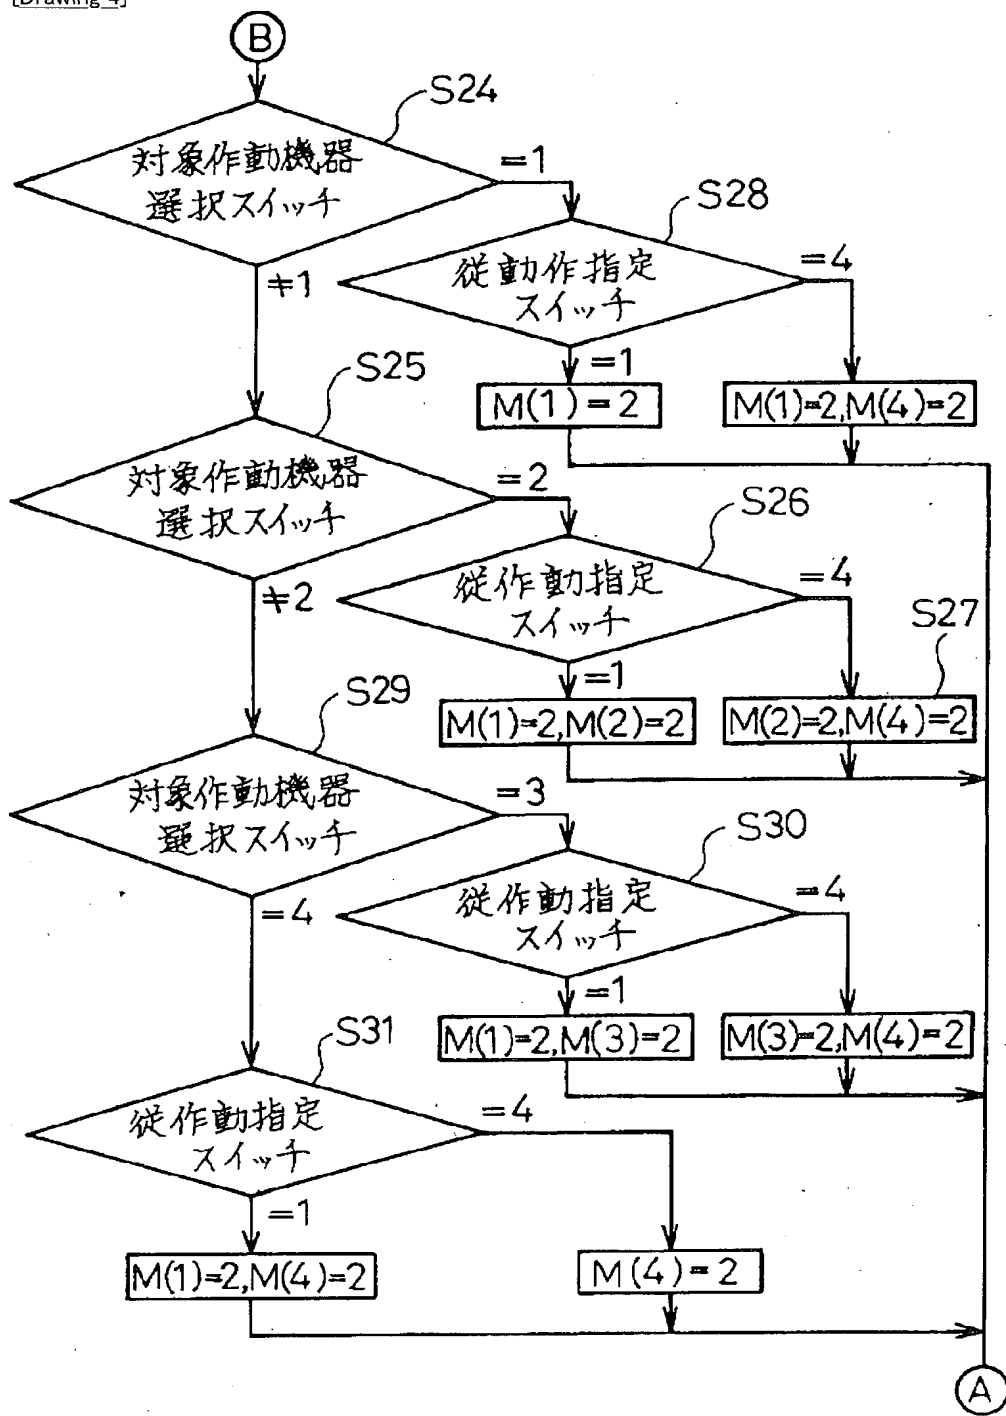 [Drawing 4]
B
S24
対象作動機器
選択スイッチ
=1
≠1
S28
従動作指定
スイッチ
=4
=1
M(1)=2
M(1)=2,M(4)=2
S25
対象作動機器
選択スイッチ
=2
≠2
S26
従作動指定
スイッチ
=4
S27
=1
M(1)=2,M(2)=2
M(2)=2,M(4)=2
S29
対象作動機器
選択スイッチ
=3
=4
S30
従作動指定
スイッチ
=4
=1
M(1)=2,M(3)=2
M(3)=2,M(4)=2
S31
従作動指定
スイッチ
=4
=1
M(1)=2,M(4)=2
M(4)=2
A